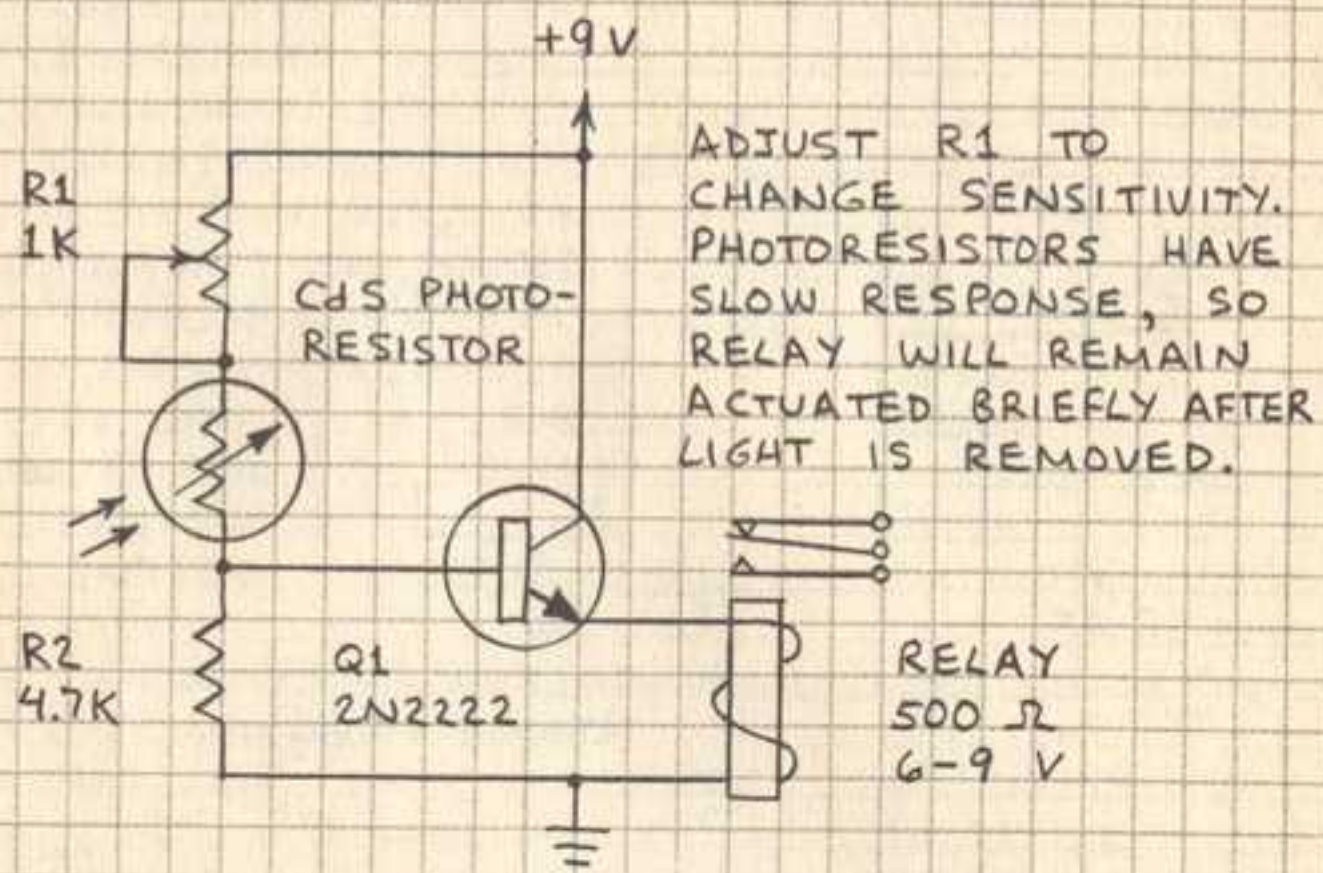 +9V
R1
1K
CdS PHOTO-
RESISTOR
ADJUST R1 TO
CHANGE SENSITIVITY.
PHOTORESISTORS HAVE
SLOW RESPONSE, SO
RELAY WILL REMAIN
ACTUATED BRIEFLY AFTER
LIGHT IS REMOVED.
R2
4.7K
Q1
2N2222
RELAY
500 Ω
6-9 V